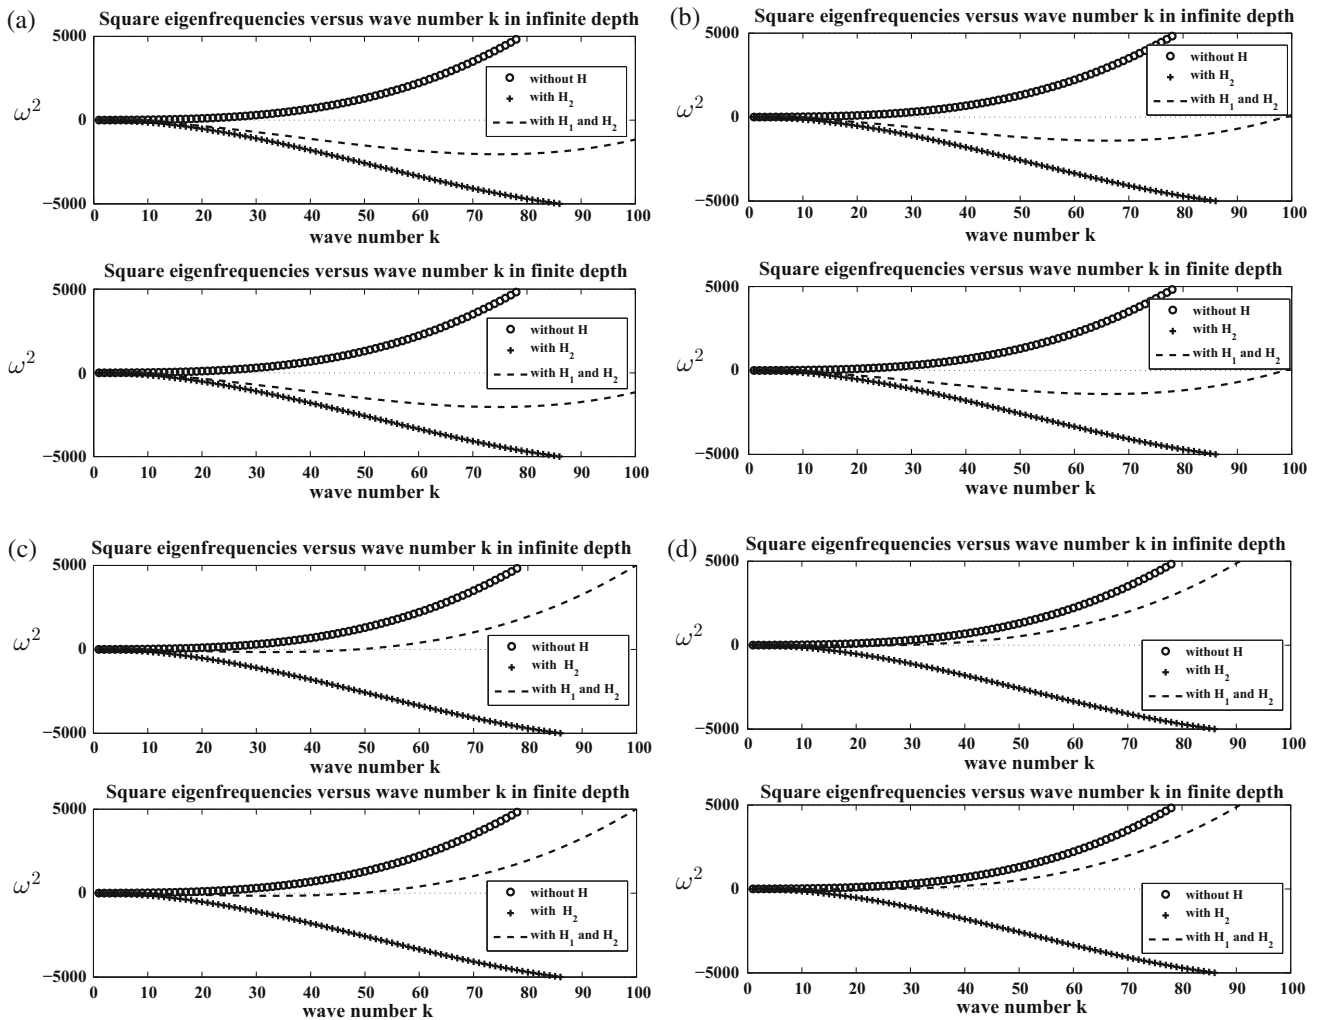 (a)
Square eigenfrequencies versus wave number k in infinite depth
5000
0
−5000
ω²
without H
with H₂
with H₁ and H₂
0 10 20 30 40 50 60 70 80 90 100
wave number k
Square eigenfrequencies versus wave number k in finite depth
5000
0
−5000
ω²
without H
with H₂
with H₁ and H₂
0 10 20 30 40 50 60 70 80 90 100
wave number k
(b)
Square eigenfrequencies versus wave number k in infinite depth
5000
0
−5000
ω²
without H
with H₂
with H₁ and H₂
0 10 20 30 40 50 60 70 80 90 100
wave number k
Square eigenfrequencies versus wave number k in finite depth
5000
0
−5000
ω²
without H
with H₂
with H₁ and H₂
0 10 20 30 40 50 60 70 80 90 100
wave number k
(c)
Square eigenfrequencies versus wave number k in infinite depth
5000
0
−5000
ω²
without H
with H₂
with H₁ and H₂
0 10 20 30 40 50 60 70 80 90 100
wave number k
Square eigenfrequencies versus wave number k in finite depth
5000
0
−5000
ω²
without H
with H₂
with H₁ and H₂
0 10 20 30 40 50 60 70 80 90 100
wave number k
(d)
Square eigenfrequencies versus wave number k in infinite depth
5000
0
−5000
ω²
without H
with H₂
with H₁ and H₂
0 10 20 30 40 50 60 70 80 90 100
wave number k
Square eigenfrequencies versus wave number k in finite depth
5000
0
−5000
ω²
without H
with H₂
with H₁ and H₂
0 10 20 30 40 50 60 70 80 90 100
wave number k